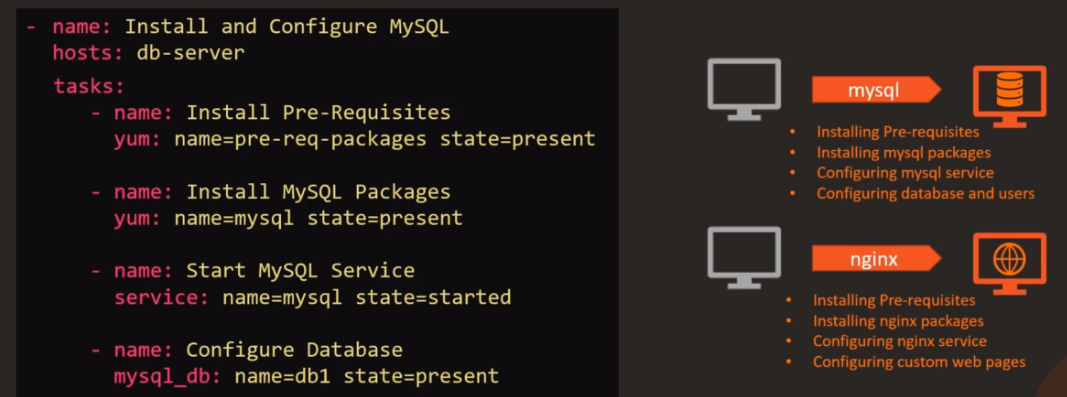 - name: Install and Configure MySQL
hosts: db-server
tasks:
- name: Install Pre-Requisites
yum: name=pre-req-packages state=present
- name: Install MySQL Packages
yum: name=mysql state=present
- name: Start MySQL Service
service: name=mysql state=started
- name: Configure Database
mysql_db: name=db1 state=present
mysql
• Installing Pre-requisites
• Installing mysql packages
• Configuring mysql service
• Configuring database and users
nginx
• Installing Pre-requisites
• Installing nginx packages
• Configuring nginx service
• Configuring custom web pages